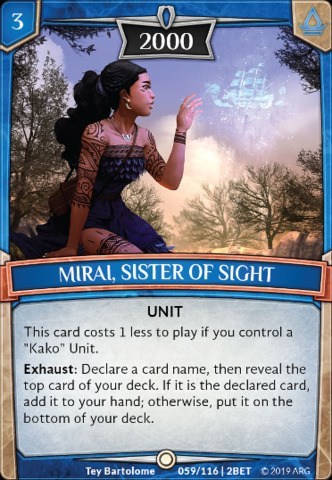 3
2000
MIRAI, SISTER OF SIGHT
UNIT
This card costs 1 less to play if you control a
"Kako" Unit.
Exhaust: Declare a card name, then reveal the
top card of your deck. If it is the declared card,
add it to your hand; otherwise, put it on the
bottom of your deck.
Tey Bartolome 059/116 | 2BET © 2019 ARG